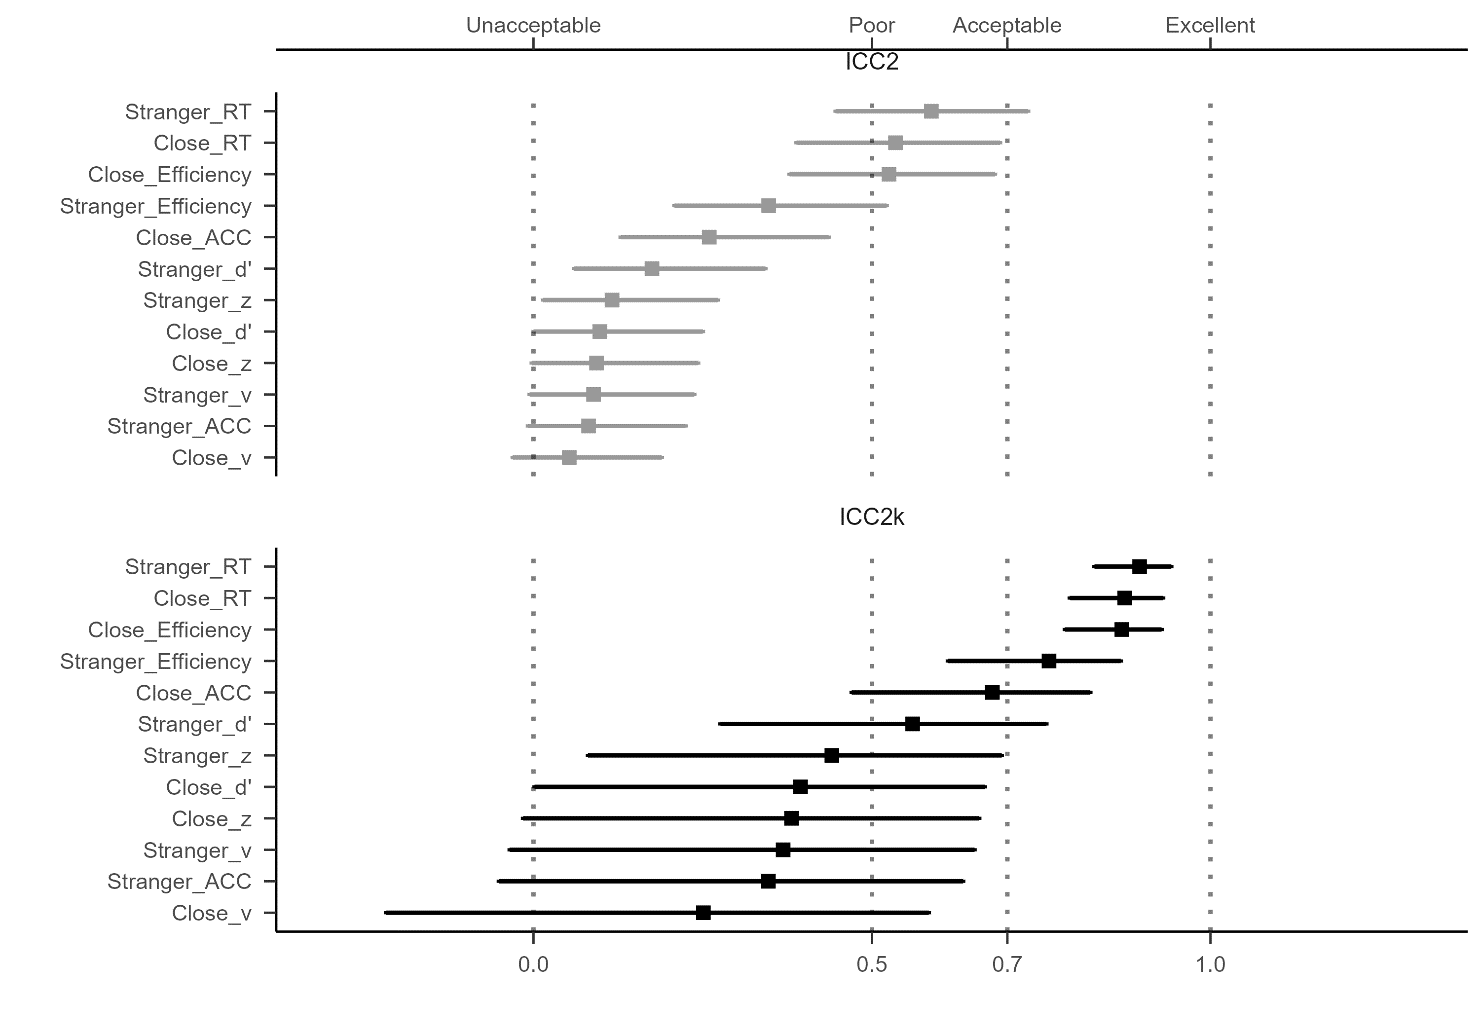 Unacceptable Poor Acceptable Excellent
ICC2
Stranger_RT
Close_RT
Close_Efficiency
Stranger_Efficiency
Close_ACC
Stranger_d'
Stranger_z
Close_d'
Close_z
Stranger_v
Stranger_ACC
Close_v
ICC2k
Stranger_RT
Close_RT
Close_Efficiency
Stranger_Efficiency
Close_ACC
Stranger_d'
Stranger_z
Close_d'
Close_z
Stranger_v
Stranger_ACC
Close_v
0.0 0.5 0.7 1.0